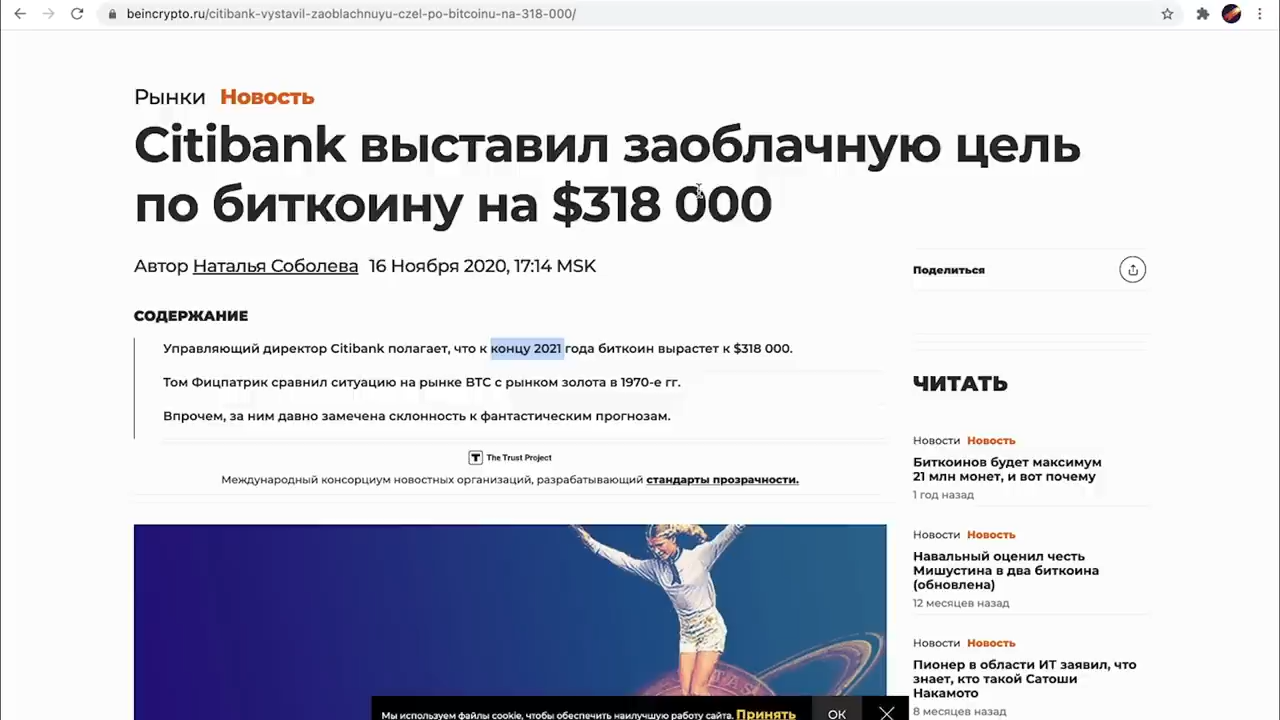 beincrypto.ru/citibank-vystavil-zaoblachnuyu-czel-po-bitcoinu-na-318-000/
Рынки Новость
Citibank выставил заоблачную цель
по биткоину на $318 000
Автор Наталья Соболева 16 Ноября 2020, 17:14 MSK
СОДЕРЖАНИЕ
Управляющий директор Citibank полагает, что к концу 2021 года биткоин вырастет к $318 000.
Том Фицпатрик сравнил ситуацию на рынке BTC с рынком золота в 1970-е гг.
Впрочем, за ним давно замечена склонность к фантастическим прогнозам.
The Trust Project
Международный консорциум новостных организаций, разрабатывающий стандарты прозрачности.
Поделиться
ЧИТАТЬ
Новости Новость
Биткоинов будет максимум
21 млн монет, и вот почему
1 год назад
Новости Новость
Навальный оценил честь
Мишустина в два биткоина
(обновлена)
12 месяцев назад
Новости Новость
Пионер в области ИТ заявил, что
знает, кто такой Сатоши
Накамото
8 месяцев назад
Мы используем файлы cookie, чтобы обеспечить наилучшую работу сайта. Принять
OK